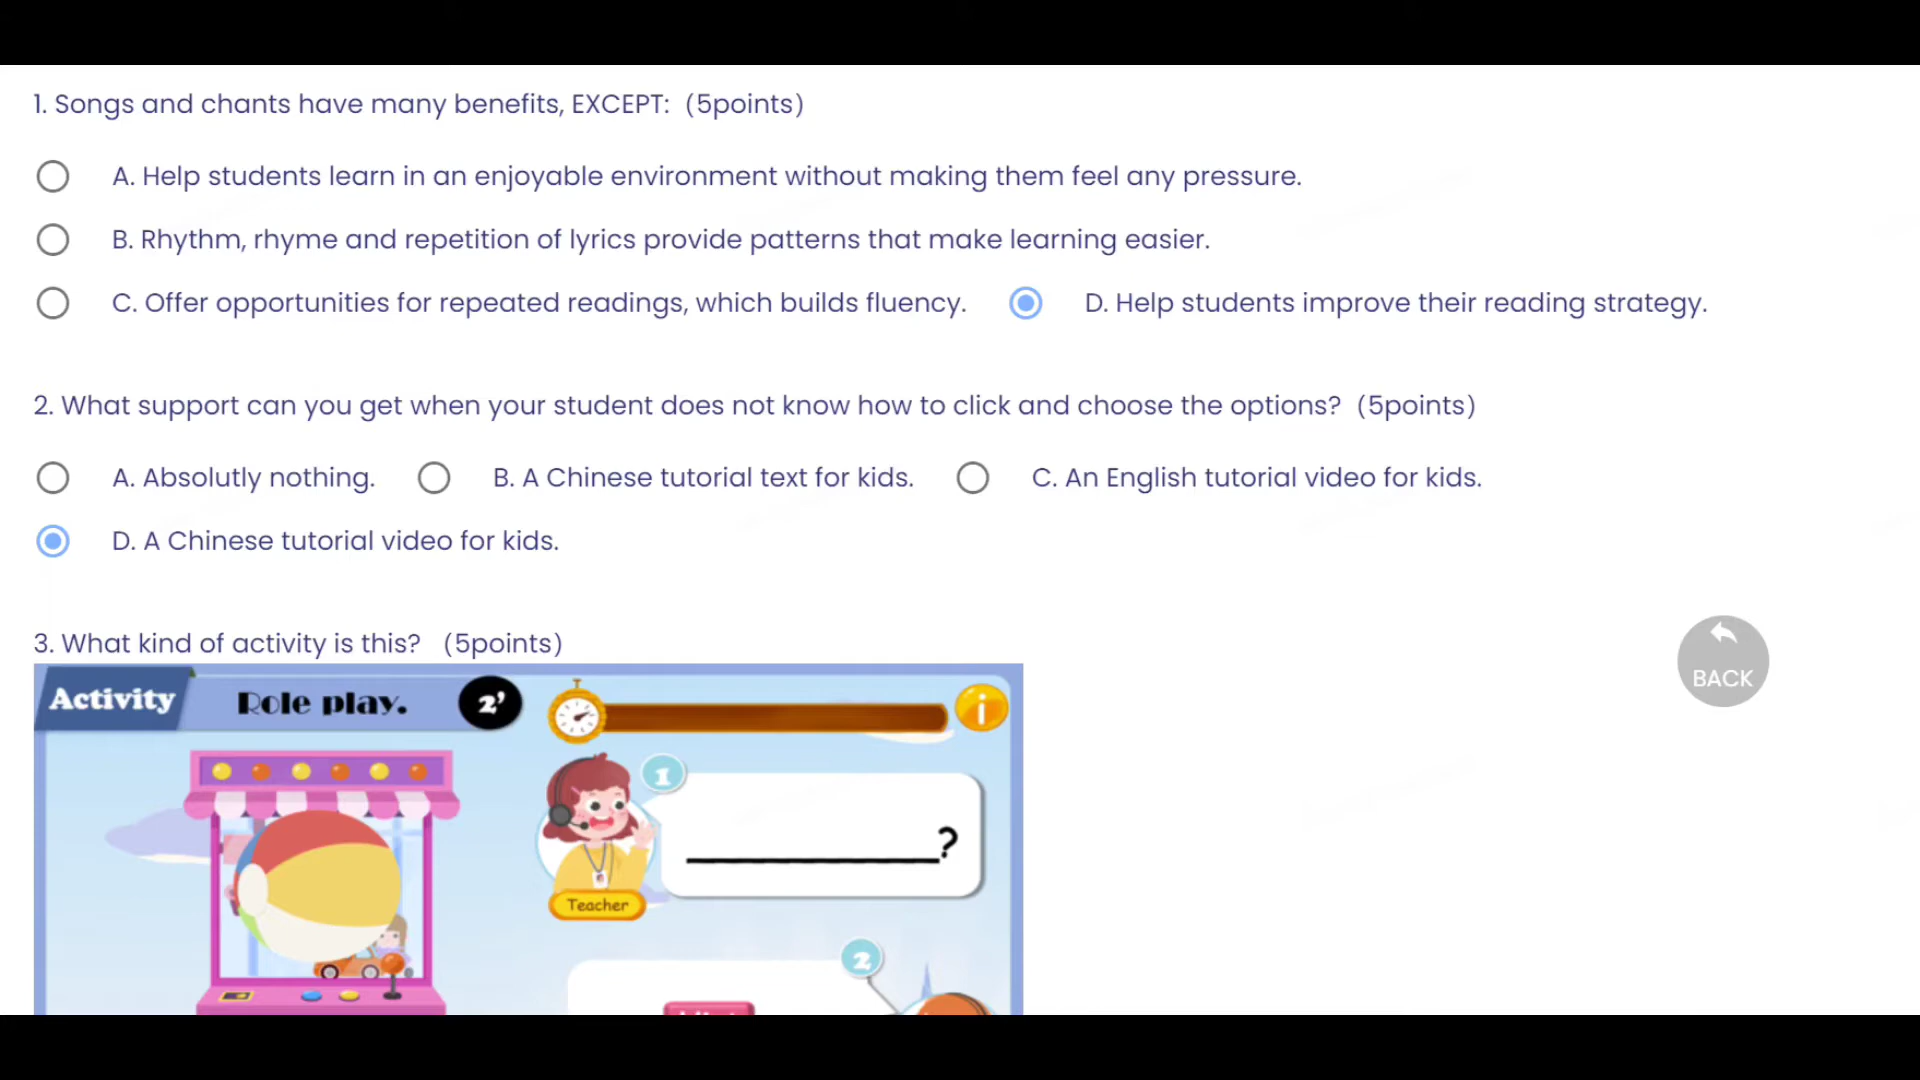 1. Songs and chants have many benefits, EXCEPT: (5points)
A. Help students learn in an enjoyable environment without making them feel any pressure.
B. Rhythm, rhyme and repetition of lyrics provide patterns that make learning easier.
C. Offer opportunities for repeated readings, which builds fluency. D. Help students improve their reading strategy.
2. What support can you get when your student does not know how to click and choose the options? (5points)
A. Absolutly nothing. B. A Chinese tutorial text for kids. C. An English tutorial video for kids.
D. A Chinese tutorial video for kids.
3. What kind of activity is this? (5points)
BACK
Activity Role play. 2’ i
1
____________?
Teacher
2